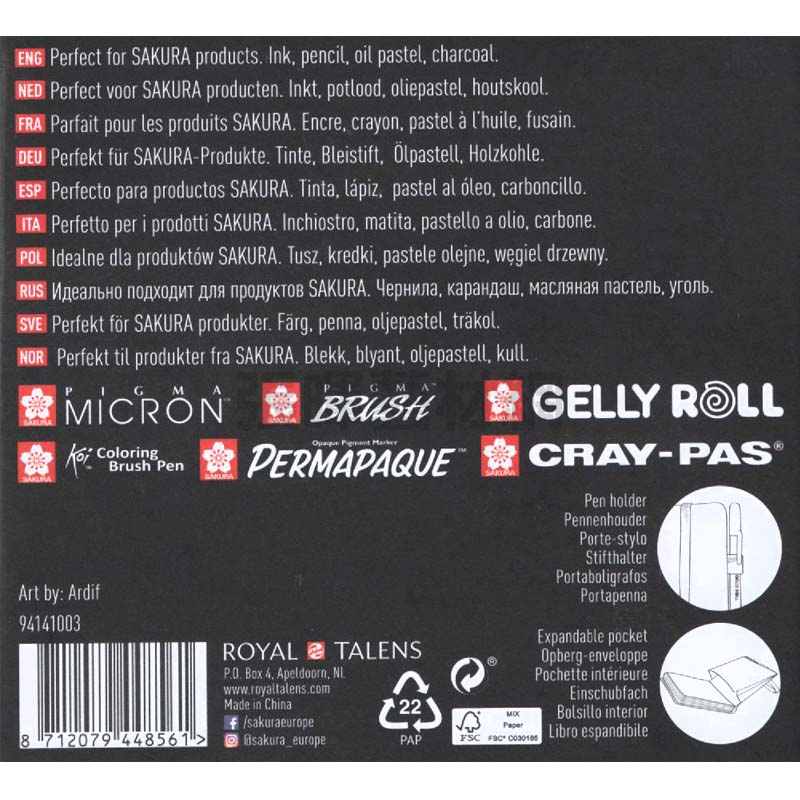 ENG Perfect for SAKURA products. Ink, pencil, oil pastel, charcoal.
NED Perfect voor SAKURA producten. Inkt, potlood, oliepastel, houtskool.
FRA Parfait pour les produits SAKURA. Encre, crayon, pastel à l'huile, fusain.
DEU Perfekt für SAKURA-Produkte. Tinte, Bleistift, Ölpastell, Holzkohle.
ESP Perfecto para productos SAKURA. Tinta, lápiz, pastel al óleo, carboncillo.
ITA Perfetto per i prodotti SAKURA. Inchiostro, matita, pastello a olio, carbone.
POL Idealne dla produktów SAKURA. Tusz, kredki, pastele olejne, węgiel drzewny.
RUS Идеально подходит для продуктов SAKURA. Чернила, карандаш, масляная пастель, уголь.
SVE Perfekt för SAKURA produkter. Färg, penna, oljepastel, träkol.
NOR Perfekt til produkter fra SAKURA. Blekk, blyant, oljepastell, kull.
SAKURA PIGMA MICRON™
SAKURA PIGMA BRUSH™
SAKURA GELLY ROLL
SAKURA Koi™ Coloring Brush Pen
SAKURA Opaque Pigment Marker
PERMAPAQUE™
SAKURA CRAY-PAS®
Pen holder
Pennenhouder
Porte-stylo
Stifthalter
Portaboligrafos
Portapenna
Art by: Ardif
94141003
8 712079 448561 >
ROYAL TALENS
P.O. Box 4, Apeldoorn, NL
www.royaltalens.com
Made in China
/sakuraeurope
@sakura_europe
22
PAP
®
FSC
MIX
Paper
FSC® C030185
Expandable pocket
Opberg-enveloppe
Pochette intérieure
Einschubfach
Bolsillo interior
Libro espandibile